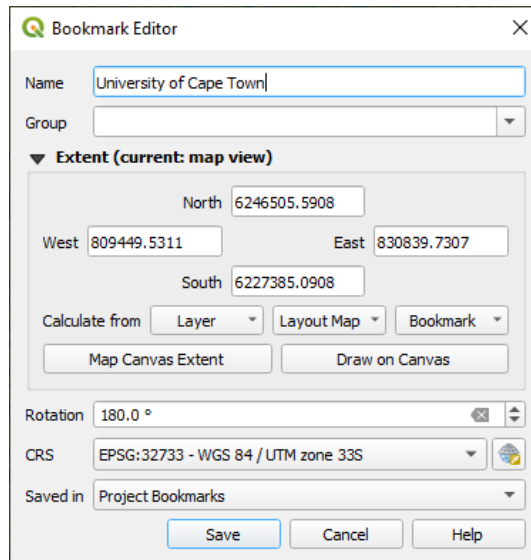 Bookmark Editor
Name University of Cape Town
Group
Extent (current: map view)
North 6246505.5908
West 809449.5311 East 830839.7307
South 6227385.0908
Calculate from Layer Layout Map Bookmark
Map Canvas Extent Draw on Canvas
Rotation 180.0 °
CRS EPSG:32733 - WGS 84 / UTM zone 33S
Saved in Project Bookmarks
Save Cancel Help